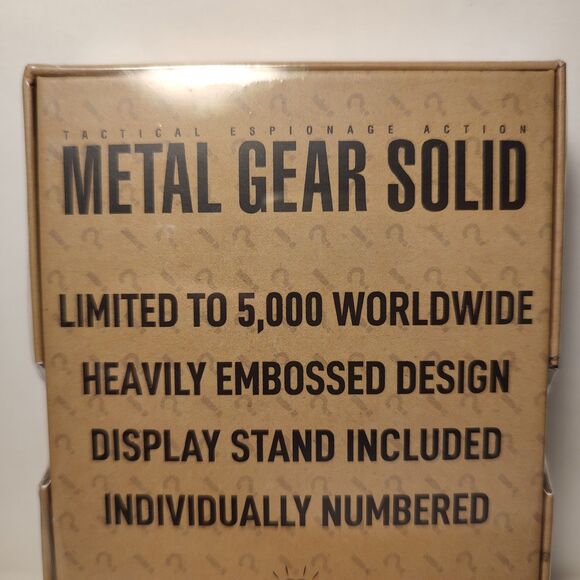 TACTICAL ESPIONAGE ACTION
METAL GEAR SOLID
LIMITED TO 5,000 WORLDWIDE
HEAVILY EMBOSSED DESIGN
DISPLAY STAND INCLUDED
INDIVIDUALLY NUMBERED